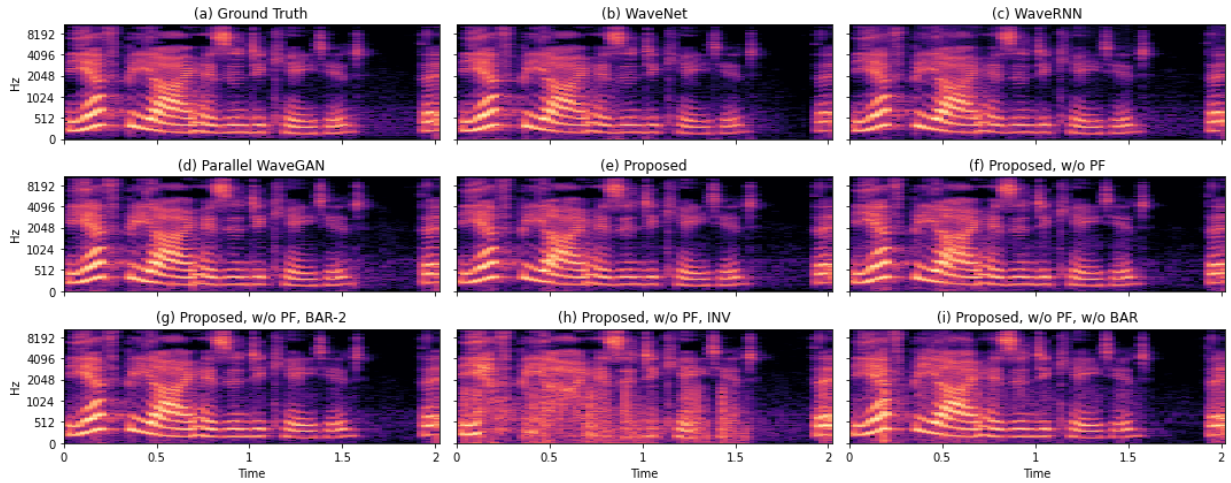 (a) Ground Truth
(b) WaveNet
(c) WaveRNN
8192
4096
2048
1024
512
0
Hz
(d) Parallel WaveGAN
(e) Proposed
(f) Proposed, w/o PF
8192
4096
2048
1024
512
0
Hz
(g) Proposed, w/o PF, BAR-2
(h) Proposed, w/o PF, INV
(i) Proposed, w/o PF, w/o BAR
8192
4096
2048
1024
512
0
Hz
0 0.5 1 1.5 2
0 0.5 1 1.5 2
0 0.5 1 1.5 2
Time
Time
Time